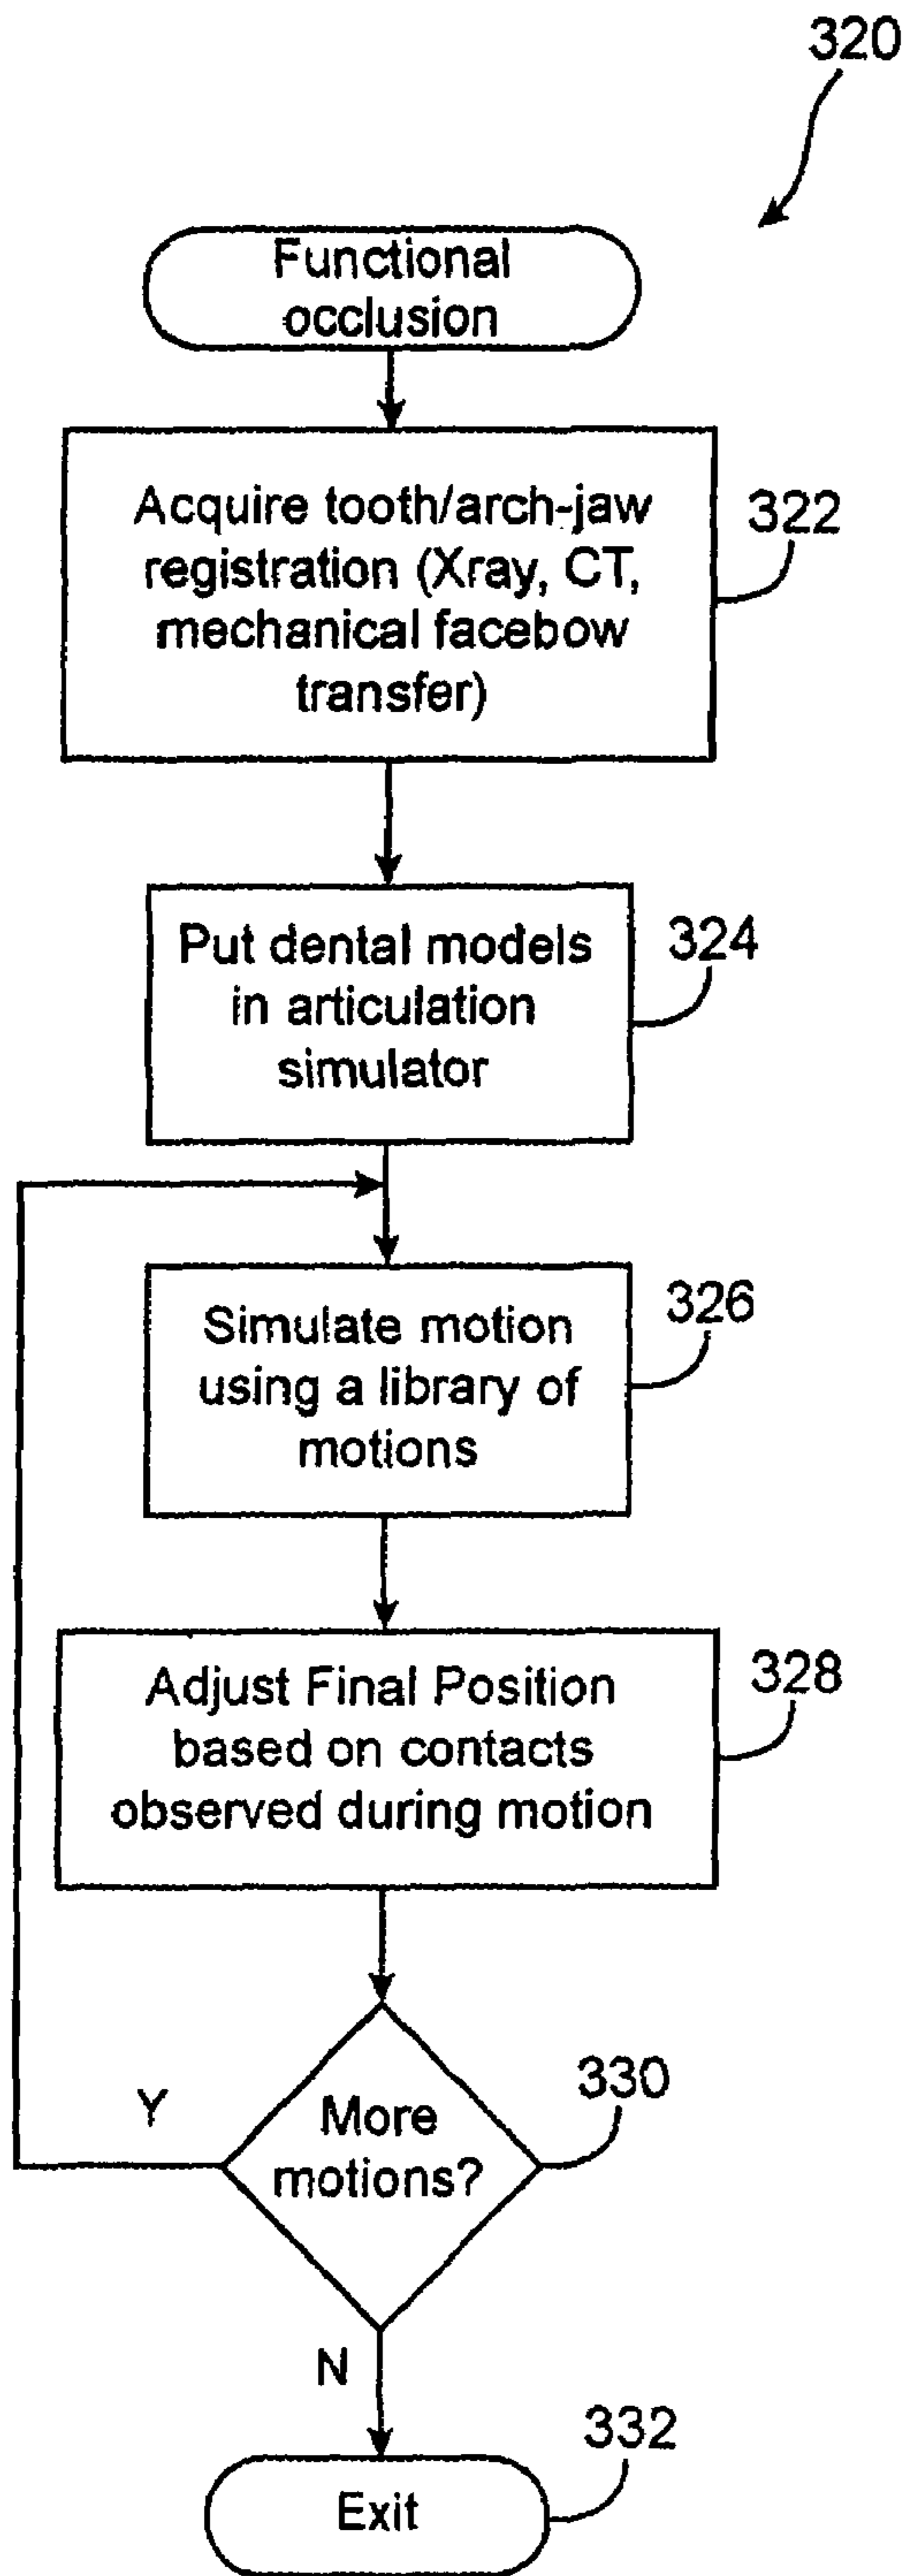 320
Functional
occlusion
Acquire tooth/arch-jaw
registration (Xray, CT,
mechanical facebow
transfer)
322
Put dental models
in articulation
simulator
324
Simulate motion
using a library of
motions
326
Adjust Final Position
based on contacts
observed during motion
328
More
motions?
330
Y
N
Exit
332